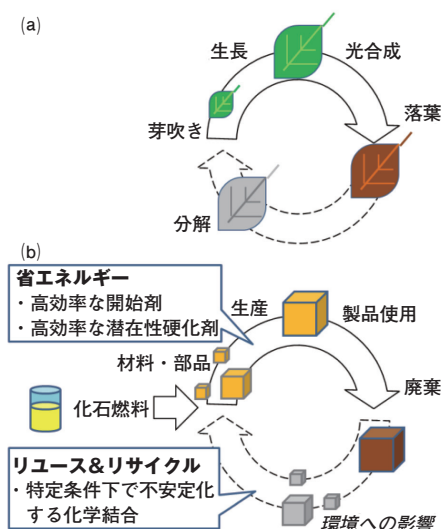 (a)
生長
光合成
芽吹き
落葉
分解
(b)
省エネルギー
・高効率な開始剤
・高効率な潜在性硬化剤
生産
製品使用
材料・部品
化石燃料
廃棄
リユース&リサイクル
・特定条件下で不安定化
する化学結合
環境への影響